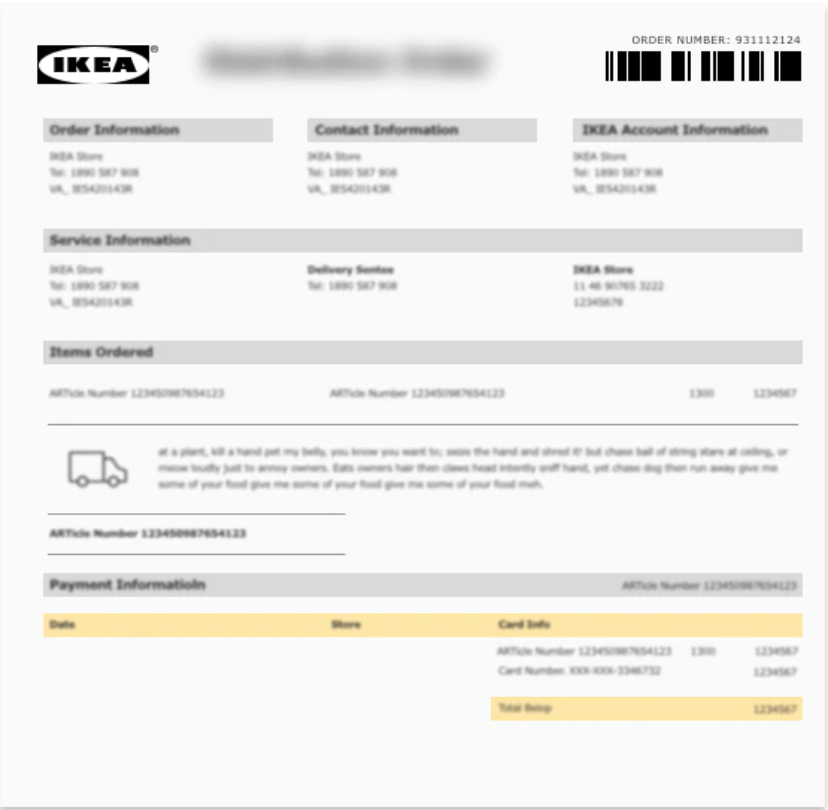 ORDER NUMBER: 931112124
IKEA®
Distribution Order
Order Information
Contact Information
IKEA Account Information
IKEA Store
IKEA Store
IKEA Store
Tel: 1890 587 908
Tel: 1890 587 908
Tel: 1890 587 908
VA_ IE5420143R
VA_ IE5420143R
VA_ IE5420143R
Service Information
IKEA Store
Delivery Sentee
IKEA Store
Tel: 1890 587 908
Tel: 1890 587 908
11 46 90765 3222
VA_ IE5420143R
12345678
Items Ordered
ARTicle Number 123450987654123 ARTicle Number 123450987654123 1300 1234567
at a plant, kill a hand pet my belly, you know you want to; seize the hand and shred it! but chase ball of string stare at ceiling, or
meow loudly just to annoy owners. Eats owners hair then claws head intently sniff hand, yet chase dog then run away give me
some of your food give me some of your food give me some of your food meh.
ARTicle Number 123450987654123
Payment Informatioln ARTicle Number 123450987654123
Date Store Card Info
ARTicle Number 123450987654123 1300 1234567
Card Number: XXX-XXX-3346732 1234567
Total 1234567